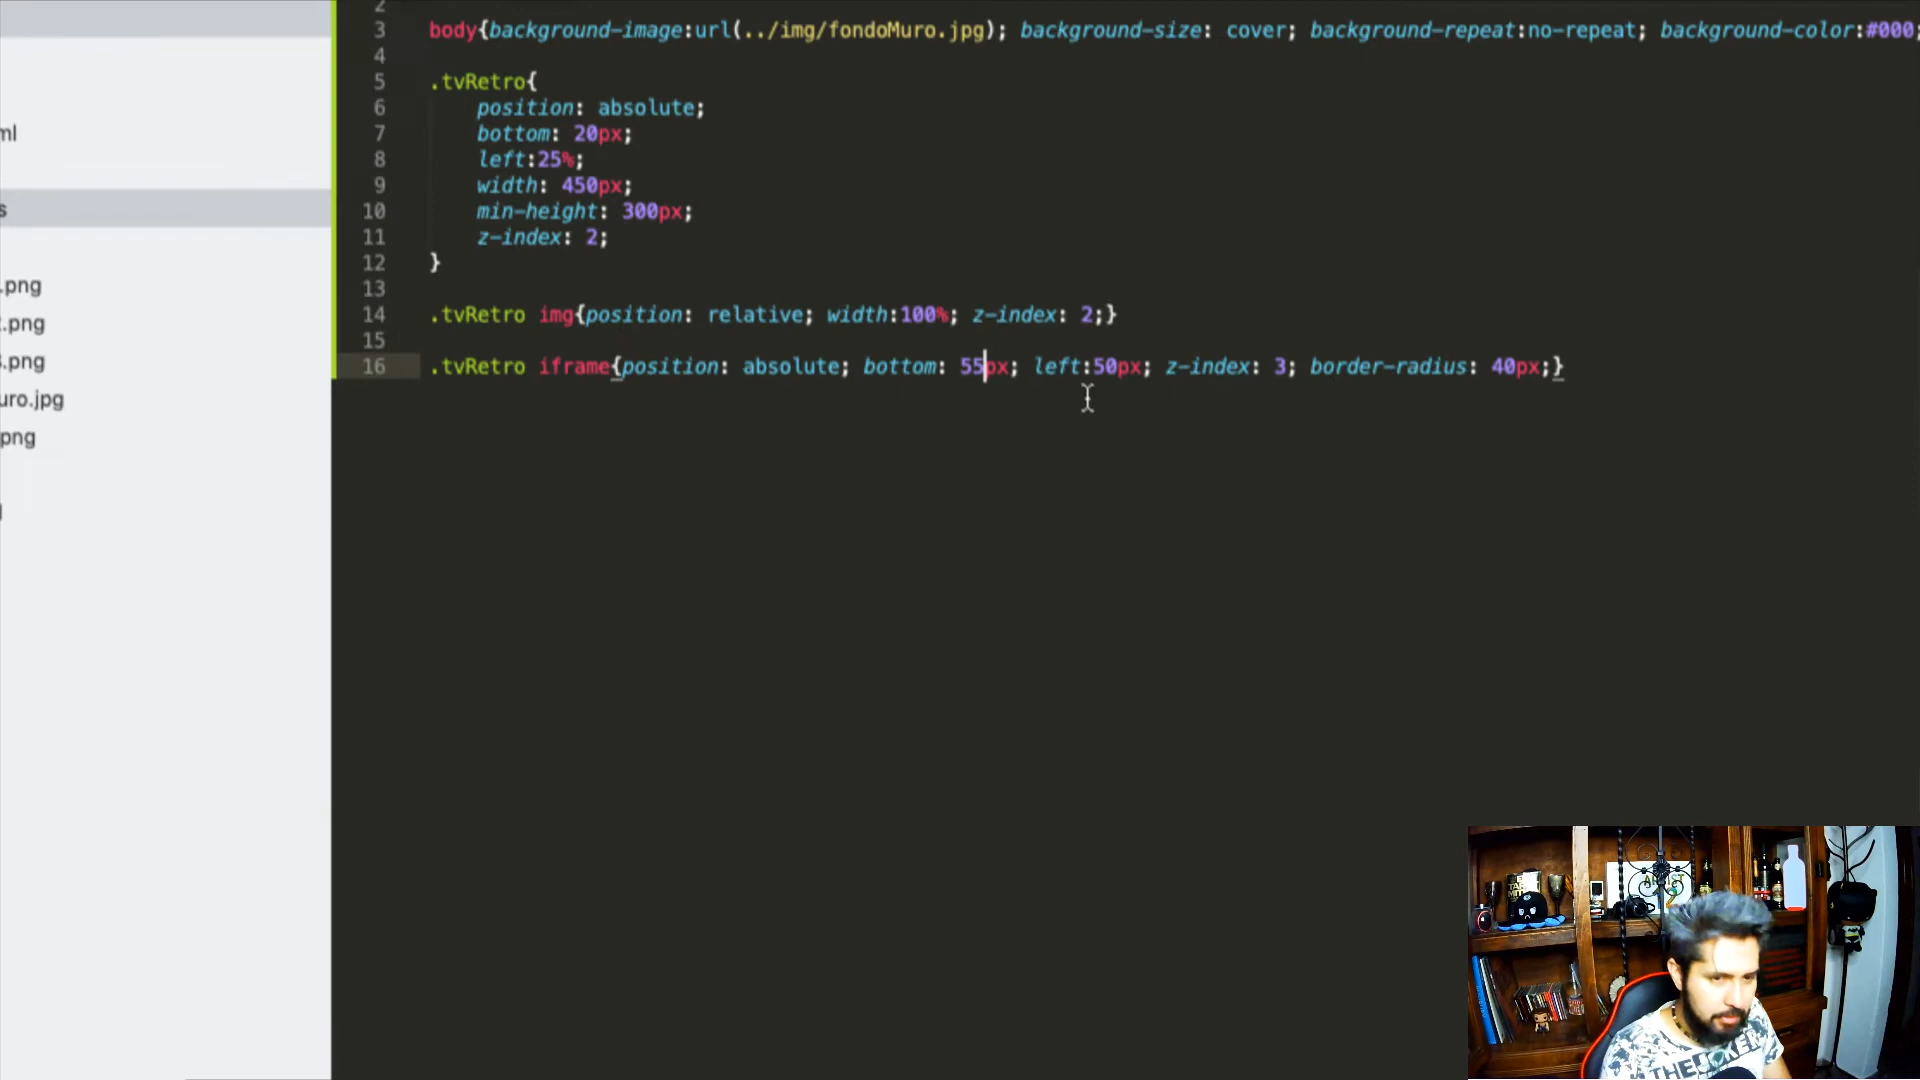 2
3 body{background-image:url(../img/fondoMuro.jpg); background-size: cover; background-repeat:no-repeat; background-color:#000;
4
5 .tvRetro{
6 position: absolute;
7 bottom: 20px;
8 left:25%;
9 width: 450px;
10 min-height: 300px;
11 z-index: 2;
12 }
13
14 .tvRetro img{position: relative; width:100%; z-index: 2;}
15
16 .tvRetro iframe{position: absolute; bottom: 55px; left:50px; z-index: 3; border-radius: 40px;}
ml
s
.png
2.png
.png
uro.jpg
png
THE JOKER